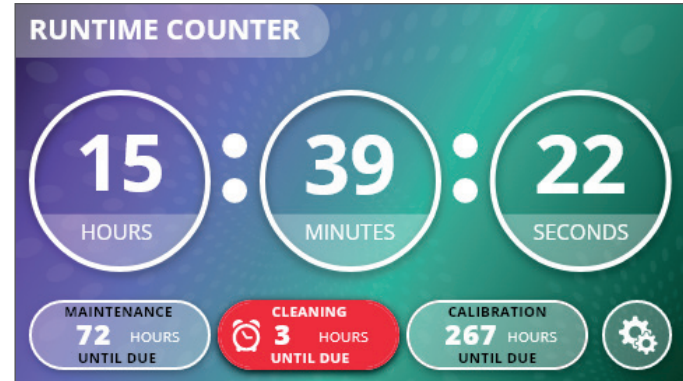 RUNTIME COUNTER
15 : 39 : 22
HOURS MINUTES SECONDS
MAINTENANCE
72 HOURS
UNTIL DUE
CLEANING
3 HOURS
UNTIL DUE
CALIBRATION
267 HOURS
UNTIL DUE